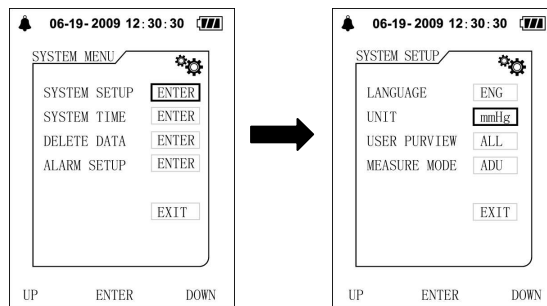 06-19-2009 12:30:30
SYSTEM MENU
SYSTEM SETUP ENTER
SYSTEM TIME ENTER
DELETE DATA ENTER
ALARM SETUP ENTER
EXIT
UP ENTER DOWN
06-19-2009 12:30:30
SYSTEM SETUP
LANGUAGE ENG
UNIT mmHg
USER PURVIEW ALL
MEASURE MODE ADU
EXIT
UP ENTER DOWN